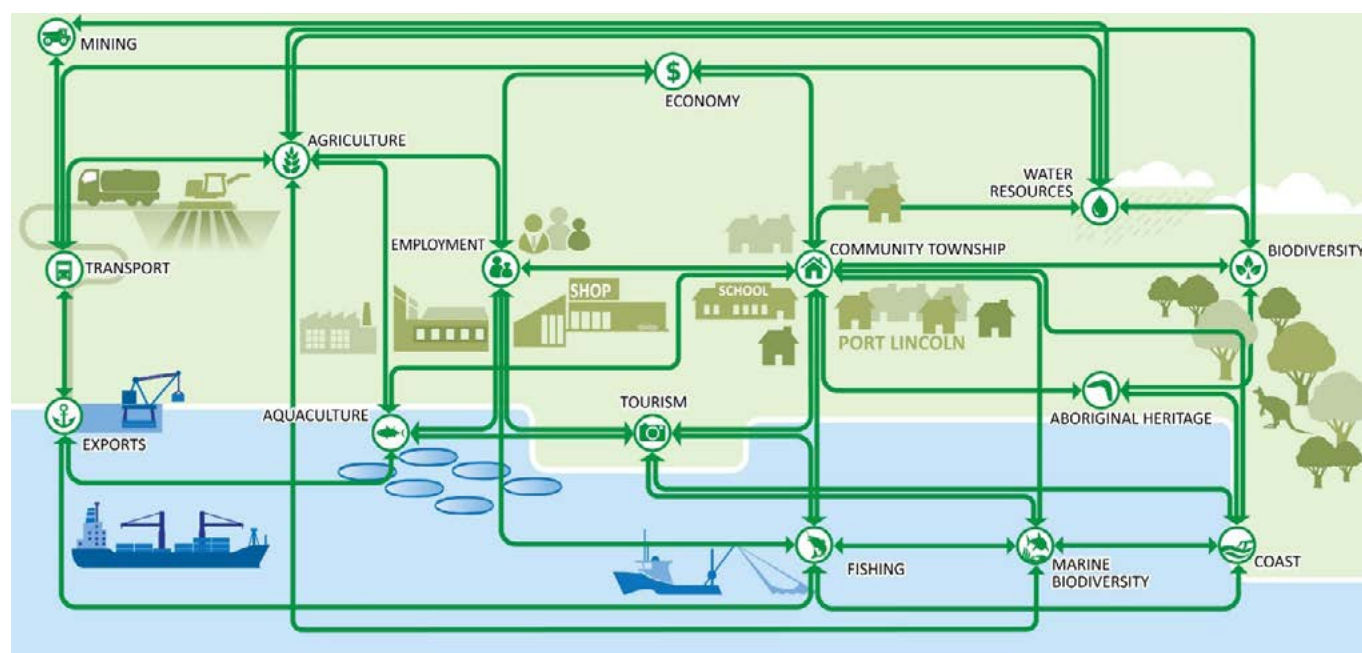 MINING
$
ECONOMY
AGRICULTURE
WATER
RESOURCES
EMPLOYMENT
COMMUNITY TOWNSHIP
BIODIVERSITY
TRANSPORT
SHOP
SCHOOL
PORT LINCOLN
TOURISM
AQUACULTURE
ABORIGINAL HERITAGE
EXPORTS
FISHING
MARINE
BIODIVERSITY
COAST